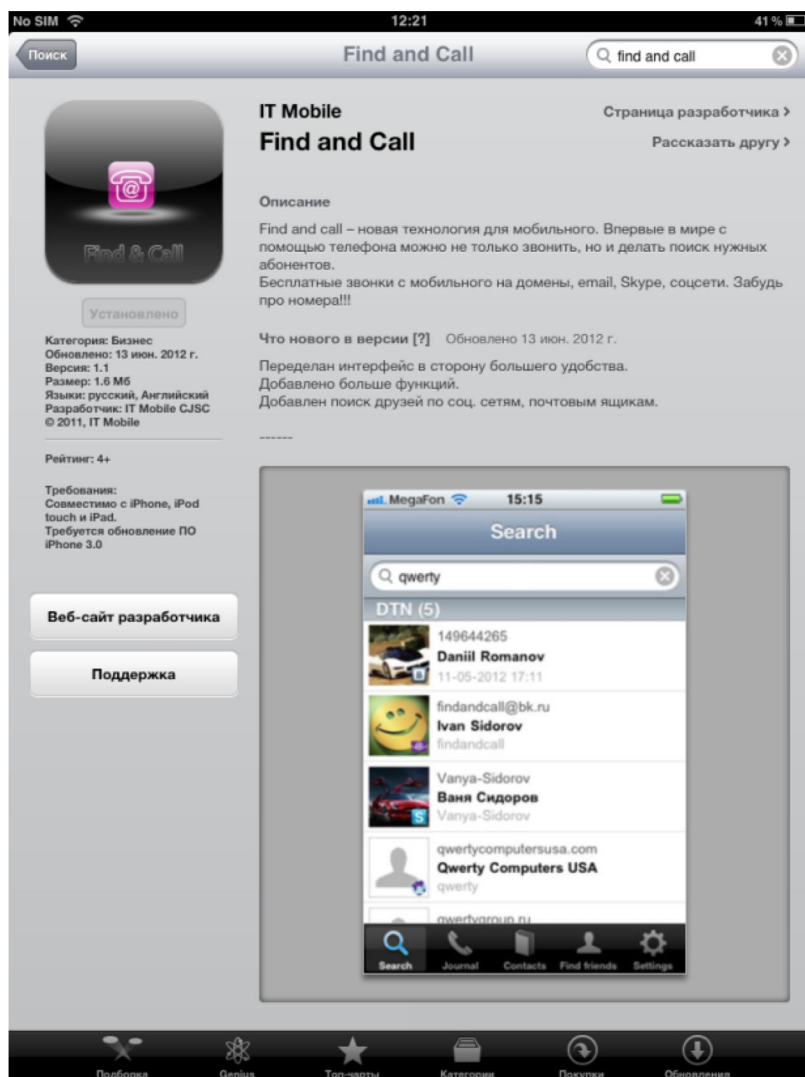 No SIM
12:21
41 %
Поиск
Find and Call
find and call
IT Mobile
Find and Call
Страница разработчика
Рассказать другу
Find & Call
Установлено
Категория: Бизнес
Обновлено: 13 июн. 2012 г.
Версия: 1.1
Размер: 1.6 Мб
Языки: русский, Английский
Разработчик: IT Mobile CJSC
© 2011, IT Mobile
Рейтинг: 4+
Требования:
Совместимо с iPhone, iPod
touch и iPad.
Требуется обновление ПО
iPhone 3.0
Веб-сайт разработчика
Поддержка
Описание
Find and call – новая технология для мобильного. Впервые в мире с
помощью телефона можно не только звонить, но и делать поиск нужных
абонентов.
Бесплатные звонки с мобильного на домены, email, Skype, соцсети. Забудь
про номера!!!
Что нового в версии [?] Обновлено 13 июн. 2012 г.
Переделан интерфейс в сторону большего удобства.
Добавлено больше функций.
Добавлен поиск друзей по соц. сетям, почтовым ящикам.
------
MegaFon
15:15
Search
qwerty
DTN (5)
149644265
Daniil Romanov
11-05-2012 17:11
findandcall@bk.ru
Ivan Sidorov
findandcall
Vanya-Sidorov
Ваня Сидоров
Vanya-Sidorov
qwertycomputersusa.com
Qwerty Computers USA
qwerty
qwertygroup.ru
Search Journal Contacts Find friends Settings
Подборка Genius Топ-чарты Категории Покупки Обновления